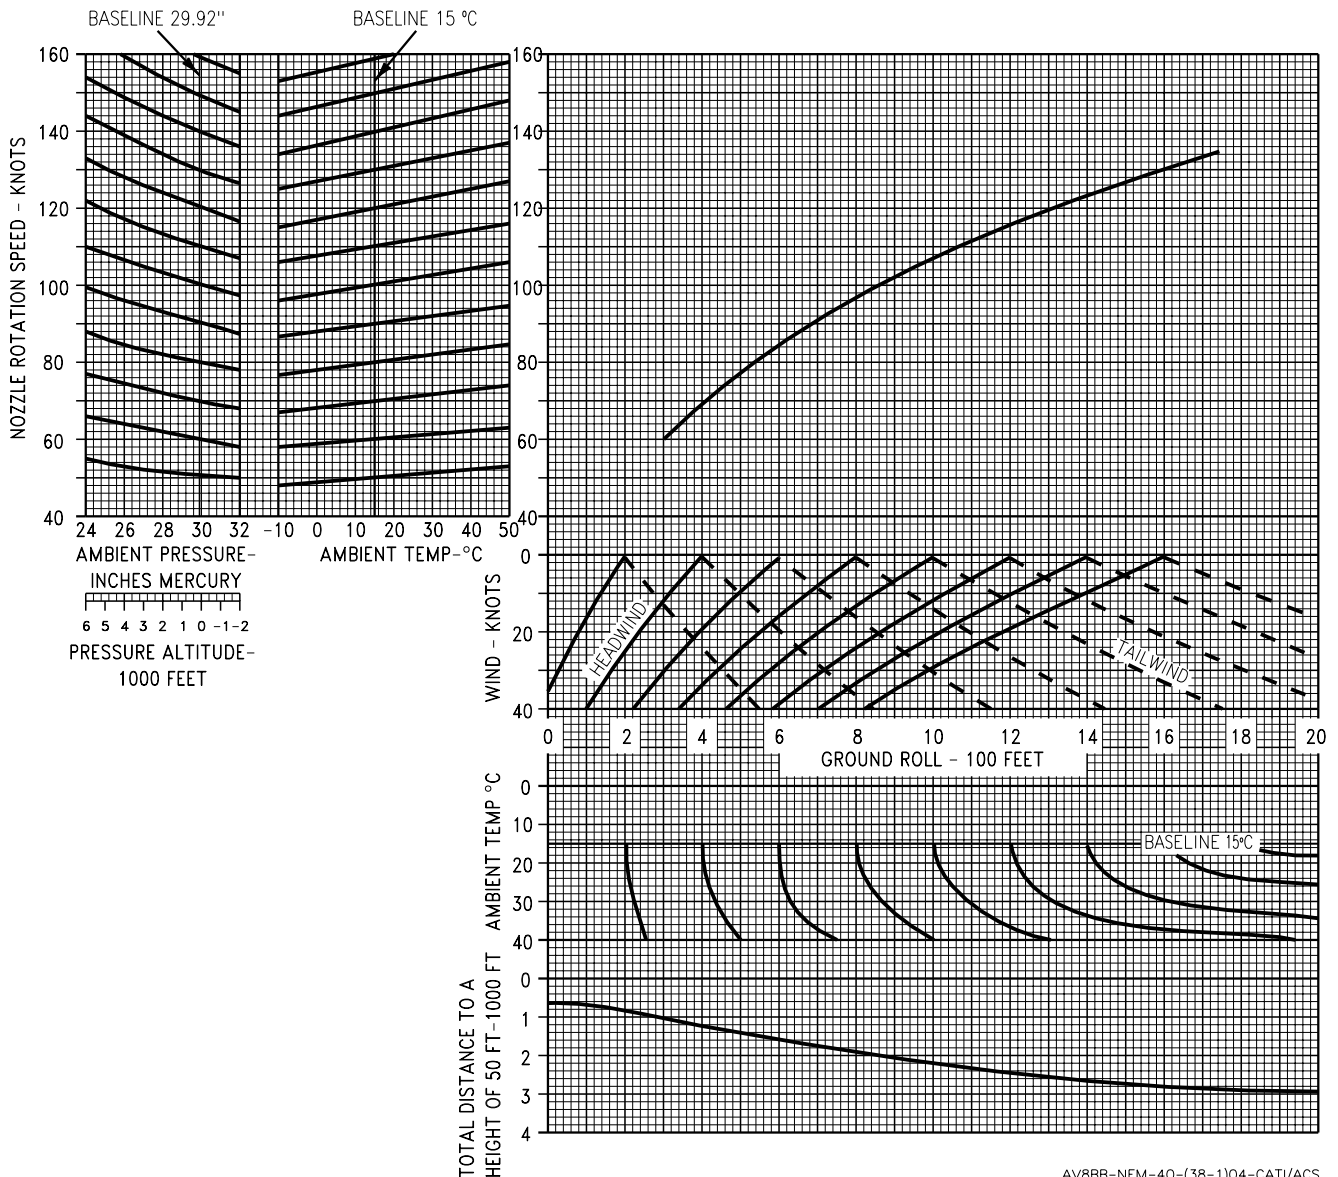 BASELINE 29.92"
BASELINE 15 ºC
NOZZLE ROTATION SPEED - KNOTS
160
140
120
100
80
60
40
160
140
120
100
80
60
40
24 26 28 30 32
-10 0 10 20 30 40 50
AMBIENT PRESSURE-
INCHES MERCURY
AMBIENT TEMP-°C
6 5 4 3 2 1 0 -1 -2
PRESSURE ALTITUDE-
1000 FEET
WIND - KNOTS
0
20
40
HEADWIND
TAILWIND
0 2 4 6 8 10 12 14 16 18 20
GROUND ROLL - 100 FEET
AMBIENT TEMP °C
0
10
20
30
40
BASELINE 15ºC
TOTAL DISTANCE TO A
HEIGHT OF 50 FT-1000 FT
0
1
2
3
4
AV8BB-NFM-40-(38-1)04-CATI/ACS